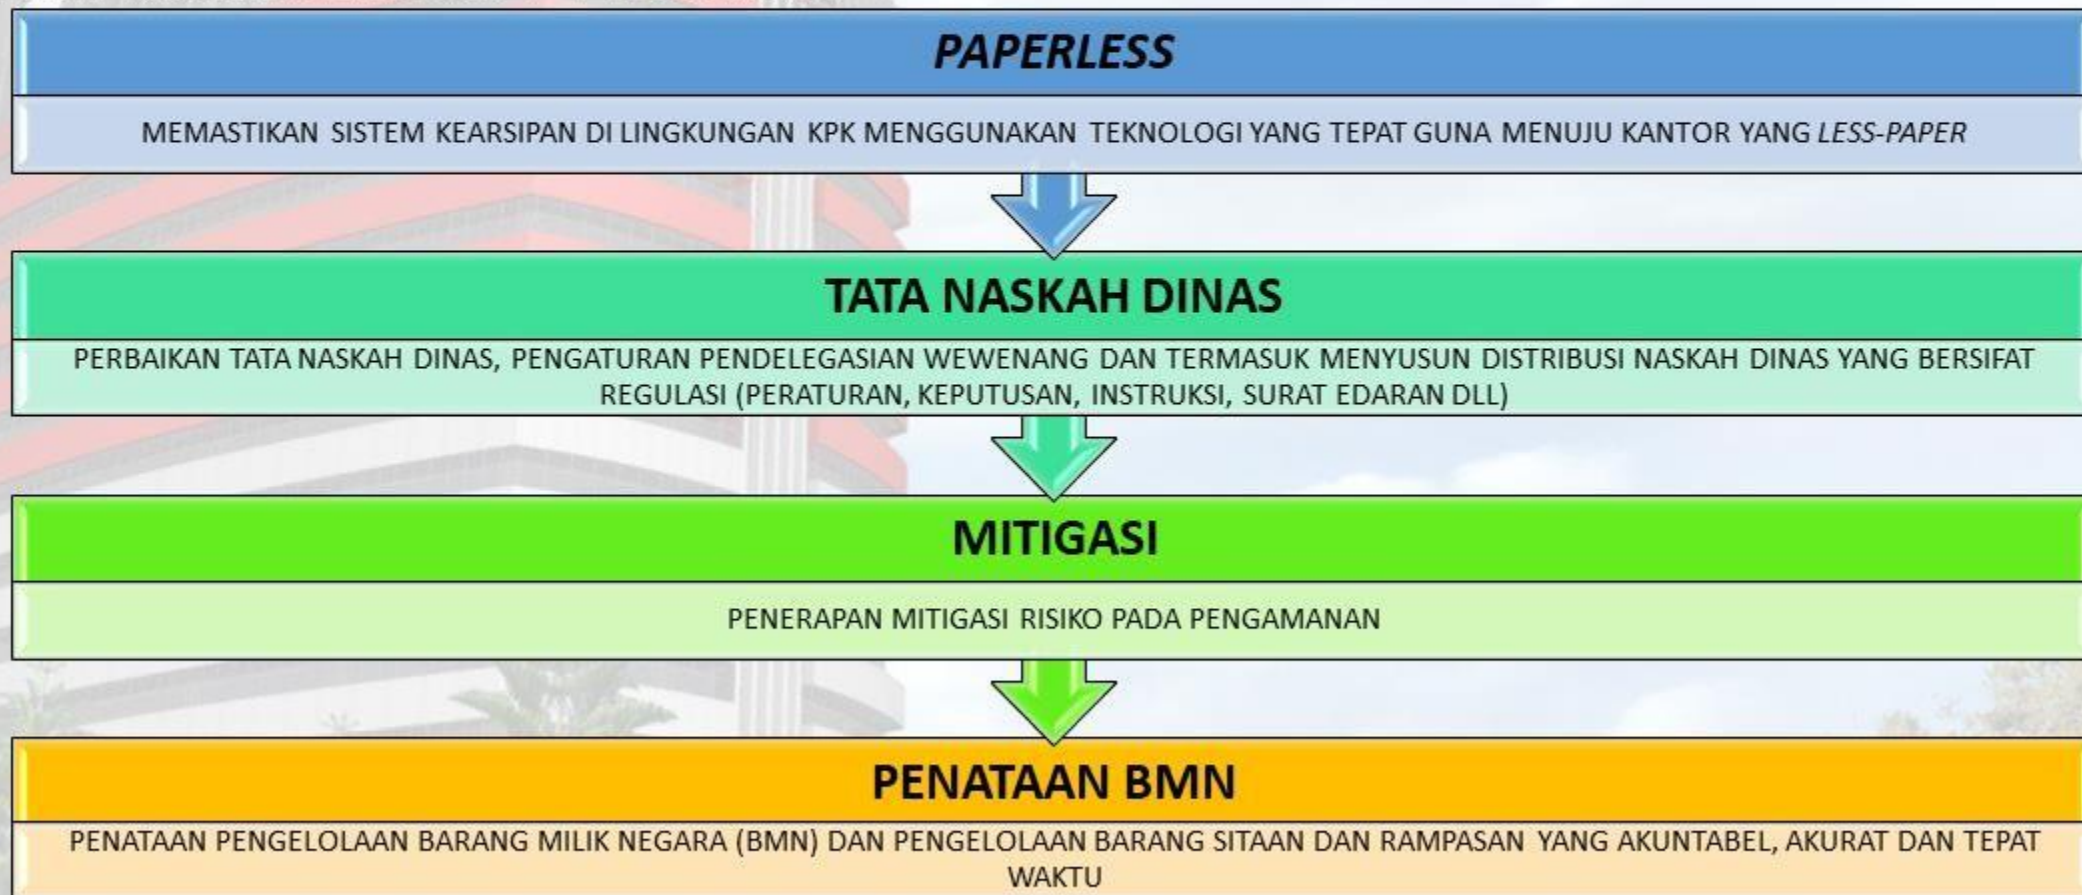 PAPERLESS
MEMASTIKAN SISTEM KEARSIPAN DI LINGKUNGAN KPK MENGGUNAKAN TEKNOLOGI YANG TEPAT GUNA MENUJU KANTOR YANG LESS-PAPER
TATA NASKAH DINAS
PERBAIKAN TATA NASKAH DINAS, PENGATURAN PENDELEGASIAN WEWENANG DAN TERMASUK MENYUSUN DISTRIBUSI NASKAH DINAS YANG BERSIFAT
REGULASI (PERATURAN, KEPUTUSAN, INSTRUKSI, SURAT EDARAN DLL)
MITIGASI
PENERAPAN MITIGASI RISIKO PADA PENGAMANAN
PENATAAN BMN
PENATAAN PENGELOLAAN BARANG MILIK NEGARA (BMN) DAN PENGELOLAAN BARANG SITAAN DAN RAMPASAN YANG AKUNTABEL, AKURAT DAN TEPAT
WAKTU